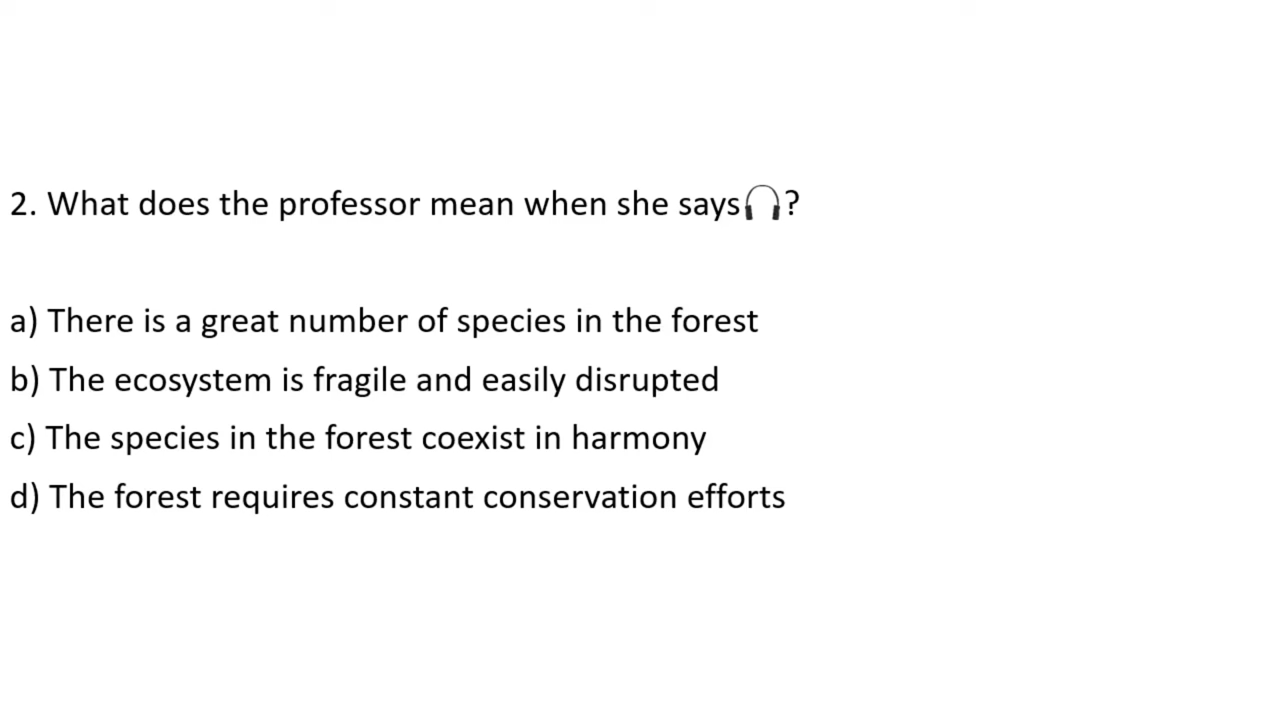 2. What does the professor mean when she says🎧?
a) There is a great number of species in the forest
b) The ecosystem is fragile and easily disrupted
c) The species in the forest coexist in harmony
d) The forest requires constant conservation efforts